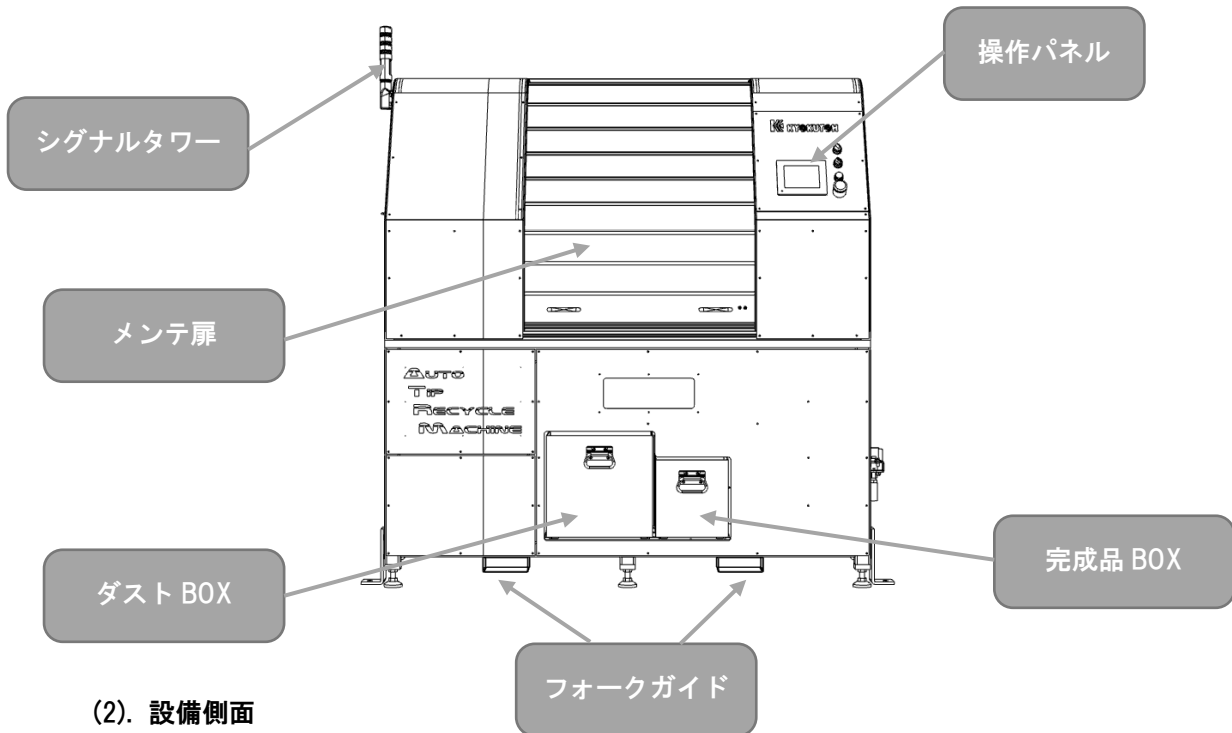 操作パネル
シグナルタワー
KYOKUTOH
メンテ扉
AUTO
TIP
RECYCLE
MACHINE
ダスト BOX
完成品 BOX
フォークガイド
(2). 設備側面